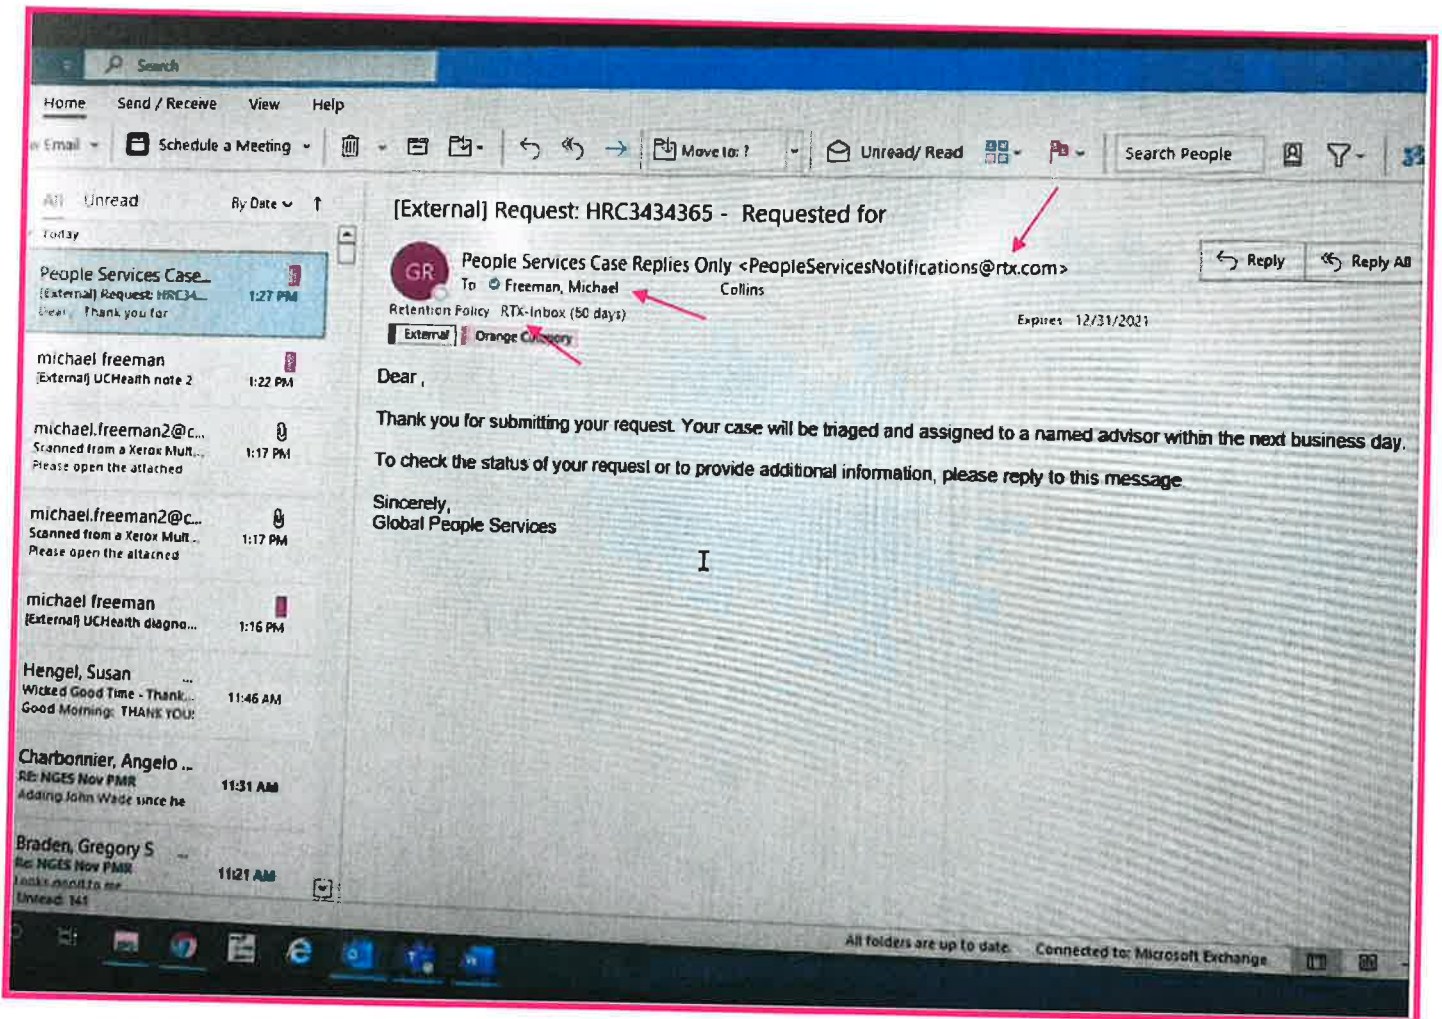 Search
Home Send / Receive View Help
Email Schedule a Meeting Move to: ? Unread/ Read Search People
All Unread By Date
Today
People Services Case...
[External] Request: HRC34... 1:27 PM
Dear, Thank you for
michael freeman
[External] UCHealth note 2 1:22 PM
michael.freeman2@c...
Scanned from a Xerox Mult... 1:17 PM
Please open the attached
michael.freeman2@c...
Scanned from a Xerox Mult... 1:17 PM
Please open the attached
michael freeman
[External] UCHealth diagno... 1:16 PM
Hengel, Susan ...
Wicked Good Time - Thank... 11:46 AM
Good Morning: THANK YOU!
Charbonnier, Angelo ...
RE: NGES Nov PMR 11:31 AM
Adding John Wade since he
Braden, Gregory S ...
Re: NGES Nov PMR 11:21 AM
Looks good to me
Unread: 141
[External] Request: HRC3434365 - Requested for
GR
People Services Case Replies Only <PeopleServicesNotifications@rtx.com>
To Freeman, Michael Collins
Reply Reply All
Retention Policy RTX-Inbox (50 days) Expires 12/31/2021
External Orange Category
Dear ,
Thank you for submitting your request. Your case will be triaged and assigned to a named advisor within the next business day.
To check the status of your request or to provide additional information, please reply to this message.
Sincerely,
Global People Services
All folders are up to date. Connected to: Microsoft Exchange